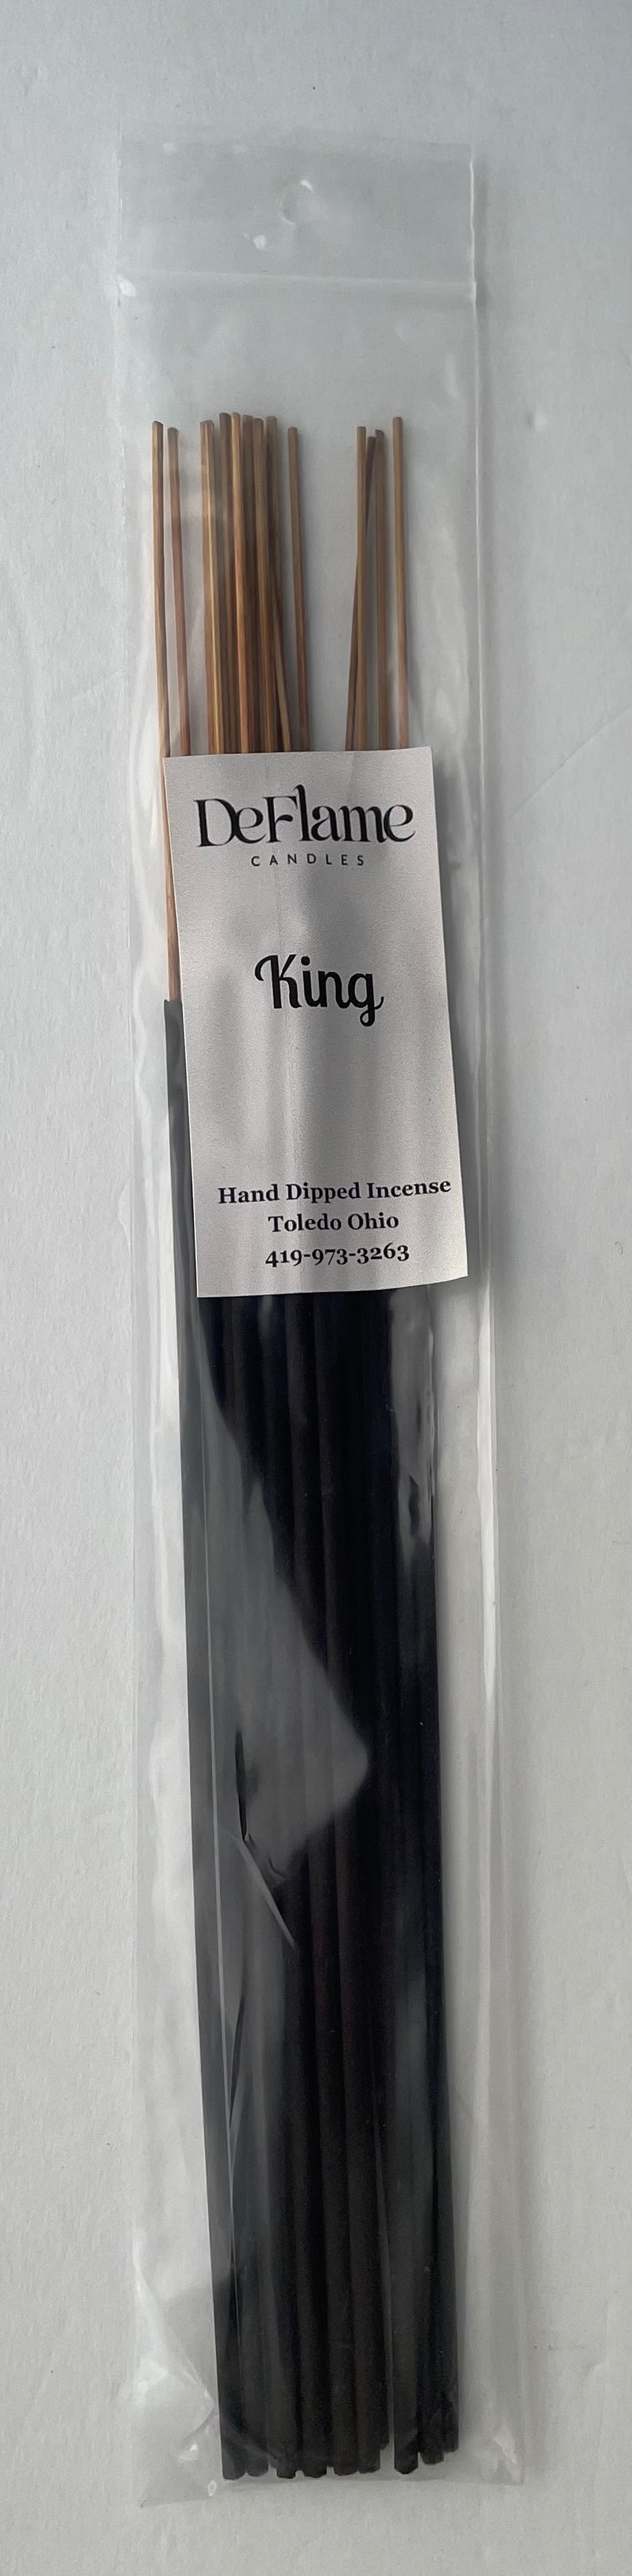 DeFlame
CANDLES
King
Hand Dipped Incense
Toledo Ohio
419-973-3263